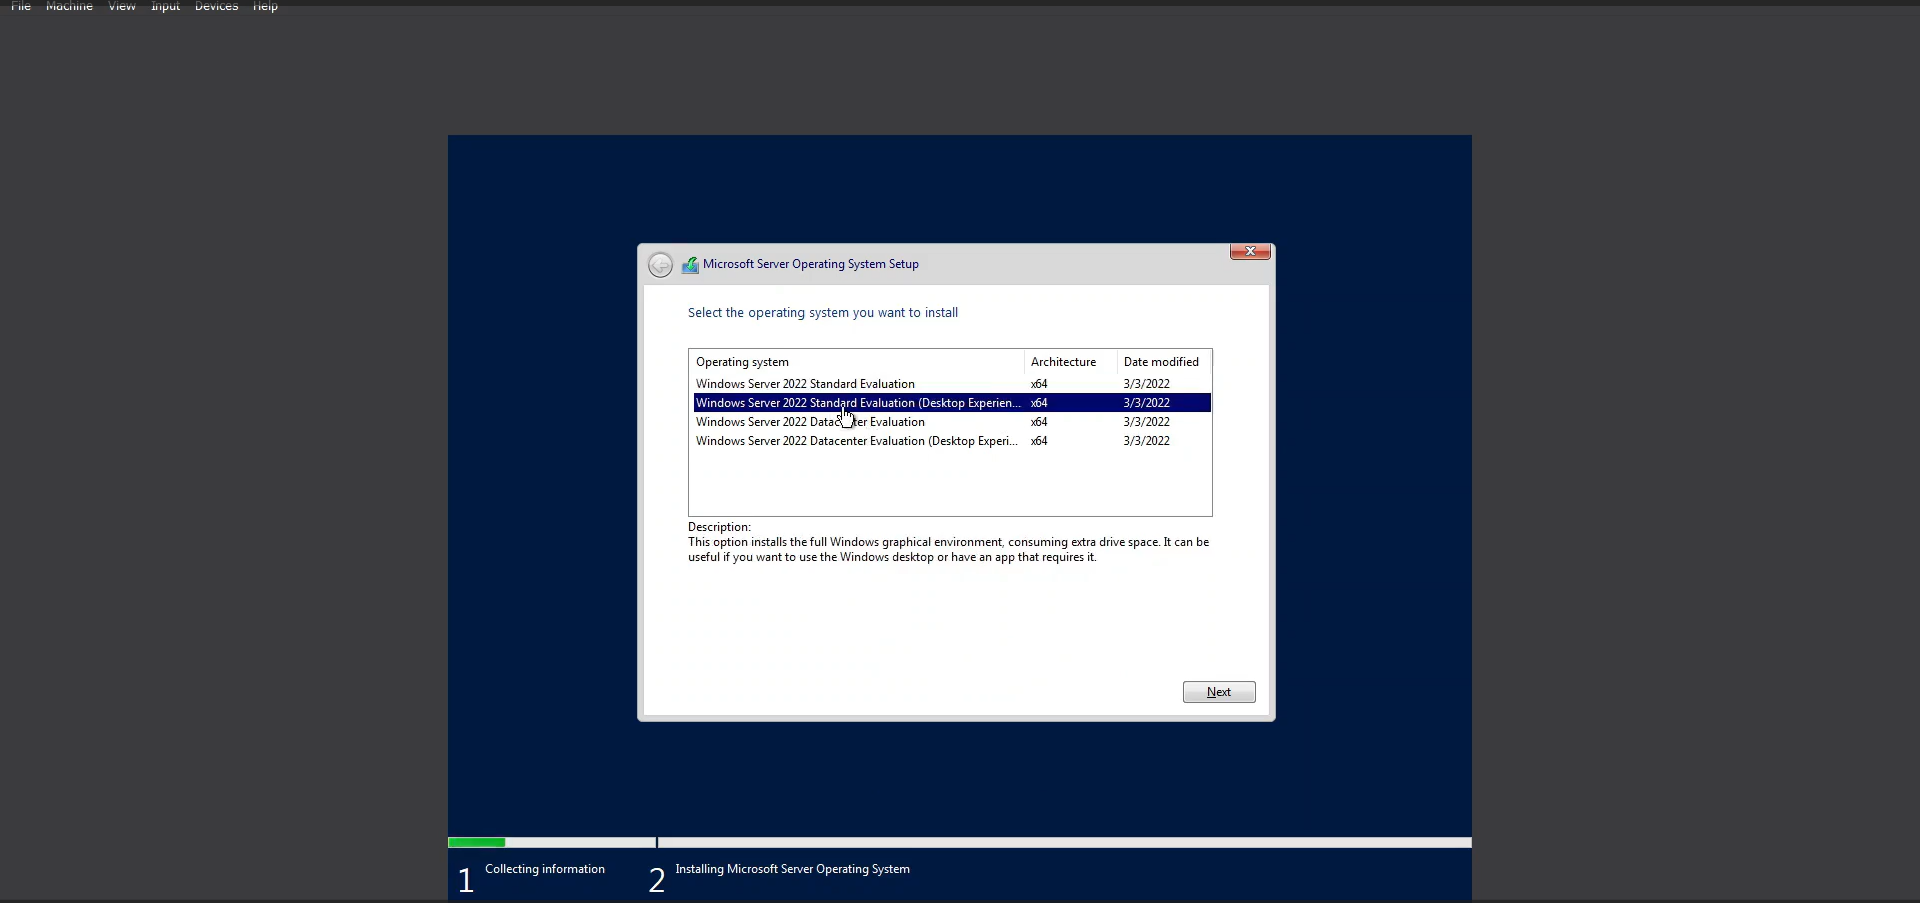 File Machine View Input Devices Help
Microsoft Server Operating System Setup
Select the operating system you want to install
Operating system Architecture Date modified
Windows Server 2022 Standard Evaluation x64 3/3/2022
Windows Server 2022 Standard Evaluation (Desktop Experien... x64 3/3/2022
Windows Server 2022 Datacenter Evaluation x64 3/3/2022
Windows Server 2022 Datacenter Evaluation (Desktop Experi... x64 3/3/2022
Description:
This option installs the full Windows graphical environment, consuming extra drive space. It can be
useful if you want to use the Windows desktop or have an app that requires it.
Next
1 Collecting information 2 Installing Microsoft Server Operating System